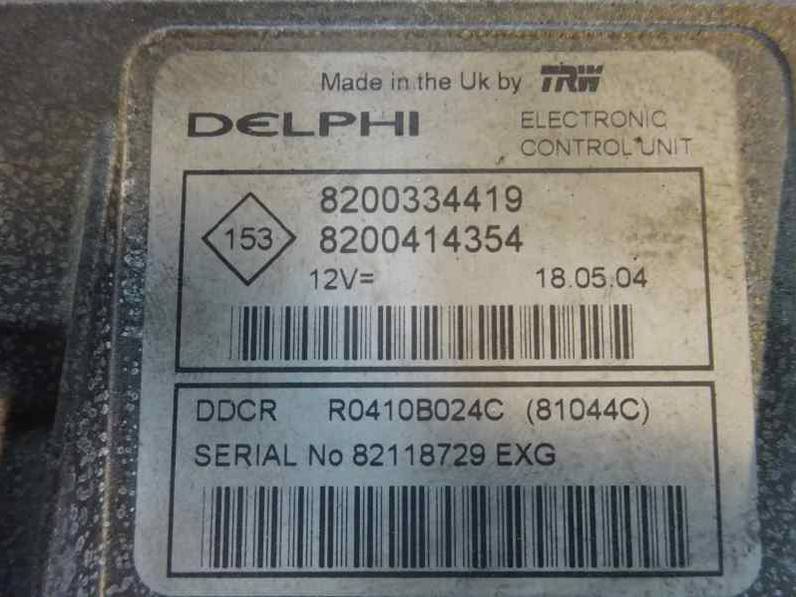 Made in the Uk by TRW
DELPHI ELECTRONIC
CONTROL UNIT
153
8200334419
8200414354
12V= 18.05.04
DDCR R0410B024C (81044C)
SERIAL No 82118729 EXG